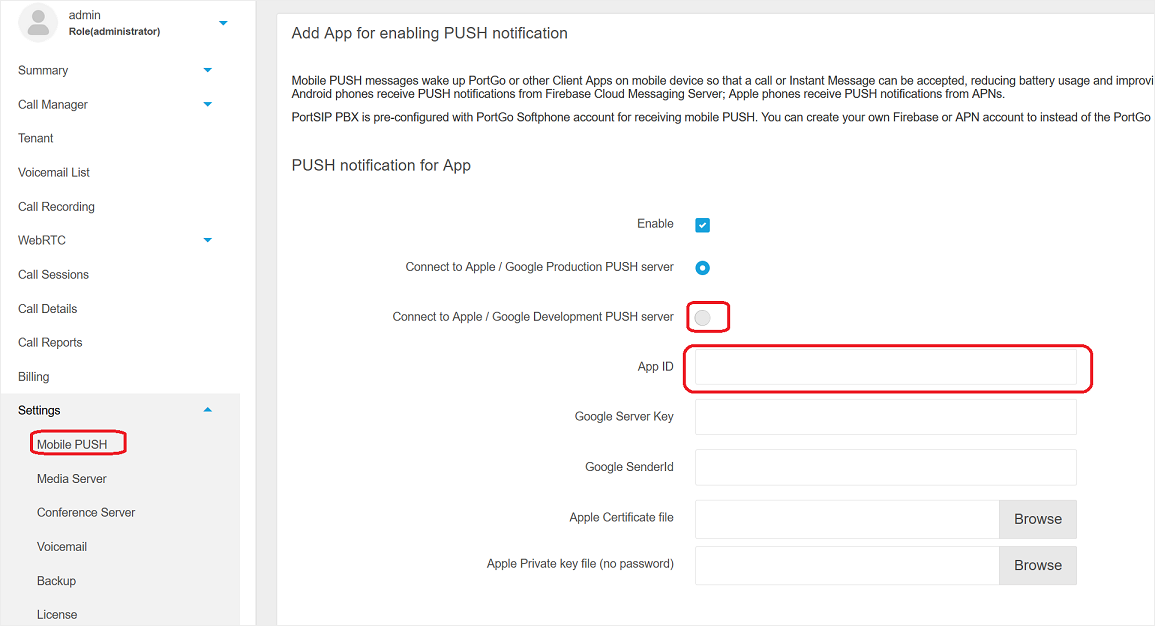 admin
Role(administrator)
Summary
Call Manager
Tenant
Voicemail List
Call Recording
WebRTC
Call Sessions
Call Details
Call Reports
Billing
Settings
Mobile PUSH
Media Server
Conference Server
Voicemail
Backup
License
Add App for enabling PUSH notification
Mobile PUSH messages wake up PortGo or other Client Apps on mobile device so that a call or Instant Message can be accepted, reducing battery usage and improvi
Android phones receive PUSH notifications from Firebase Cloud Messaging Server; Apple phones receive PUSH notifications from APNs.
PortSIP PBX is pre-configured with PortGo Softphone account for receiving mobile PUSH. You can create your own Firebase or APN account to instead of the PortGo
PUSH notification for App
Enable
Connect to Apple / Google Production PUSH server
Connect to Apple / Google Development PUSH server
App ID
Google Server Key
Google SenderId
Apple Certificate file
Browse
Apple Private key file (no password)
Browse